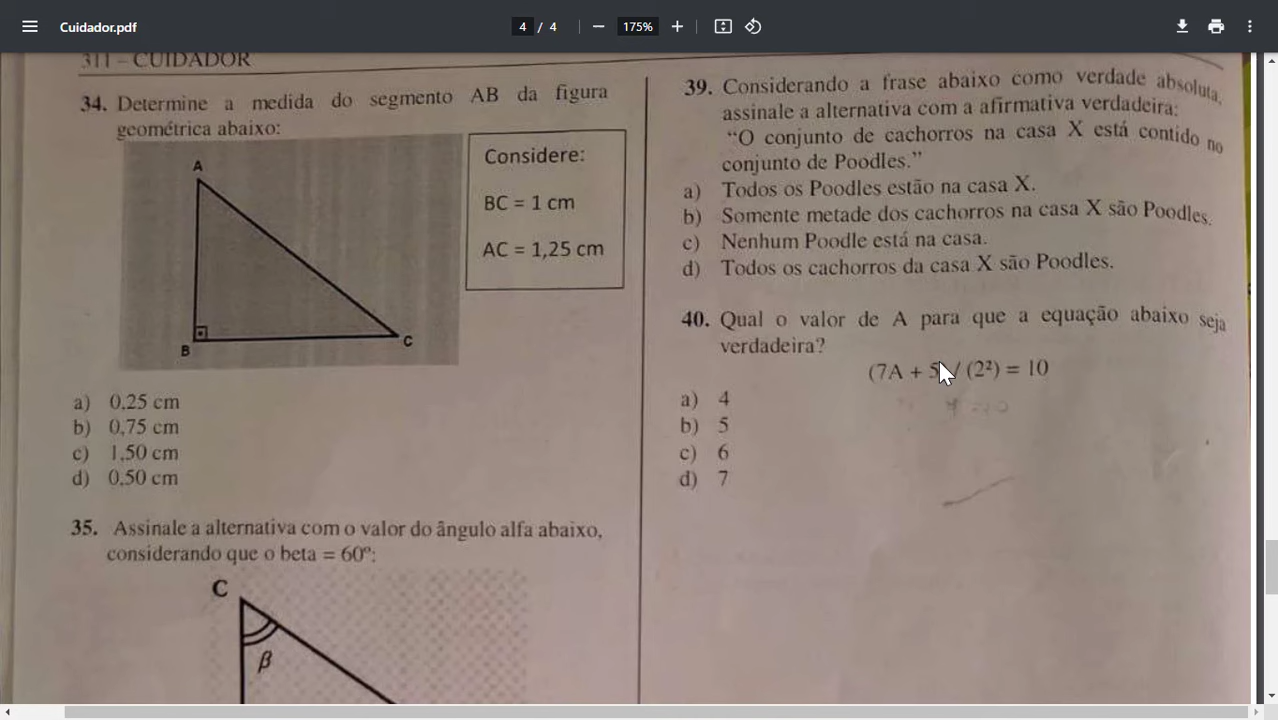 Cuidador.pdf
4 / 4
175%
311 – CUIDADOR
34. Determine a medida do segmento AB da figura
geométrica abaixo:
A
B
C
Considere:
BC = 1 cm
AC = 1,25 cm
a) 0,25 cm
b) 0,75 cm
c) 1,50 cm
d) 0,50 cm
35. Assinale a alternativa com o valor do ângulo alfa abaixo,
considerando que o beta = 60º:
C
β
39. Considerando a frase abaixo como verdade absoluta,
assinale a alternativa com a afirmativa verdadeira:
“O conjunto de cachorros na casa X está contido no
conjunto de Poodles.”
a) Todos os Poodles estão na casa X.
b) Somente metade dos cachorros na casa X são Poodles.
c) Nenhum Poodle está na casa.
d) Todos os cachorros da casa X são Poodles.
40. Qual o valor de A para que a equação abaixo seja
verdadeira?
(7A + 5) / (2²) = 10
a) 4
b) 5
c) 6
d) 7